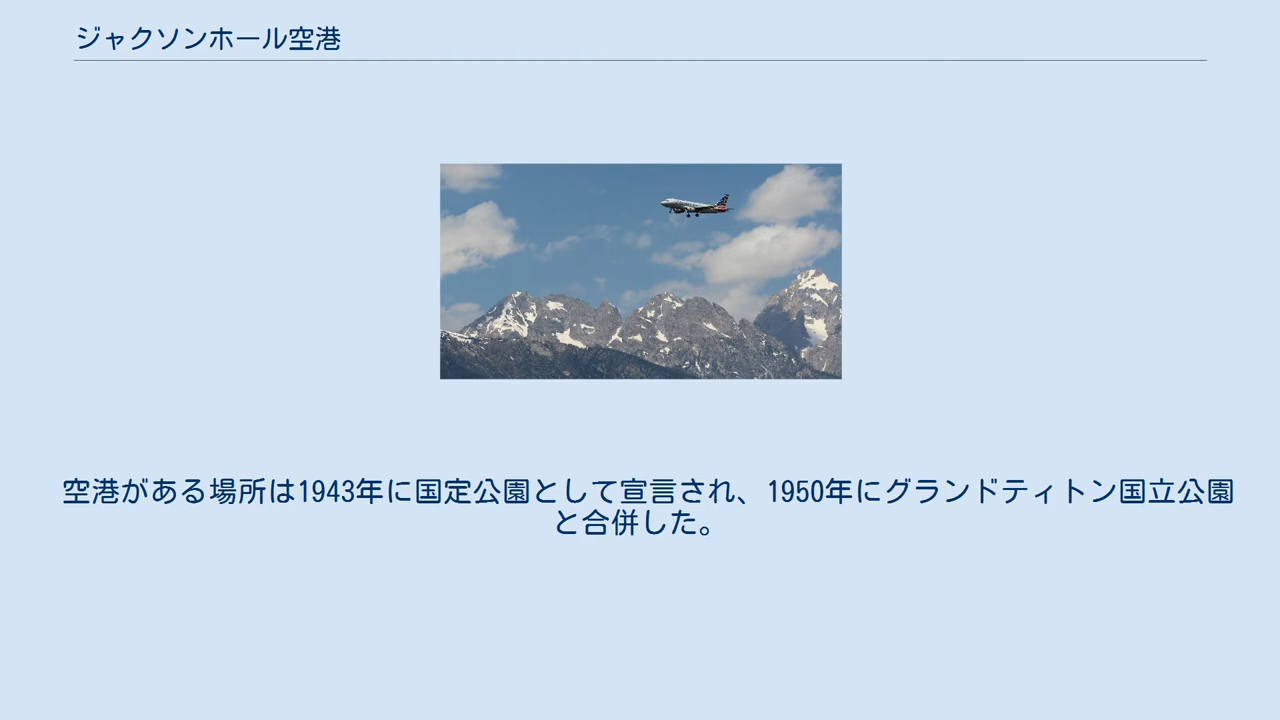 ジャクソンホール空港
空港がある場所は1943年に国定公園として宣言され、1950年にグランドティトン国立公園
と合併した。